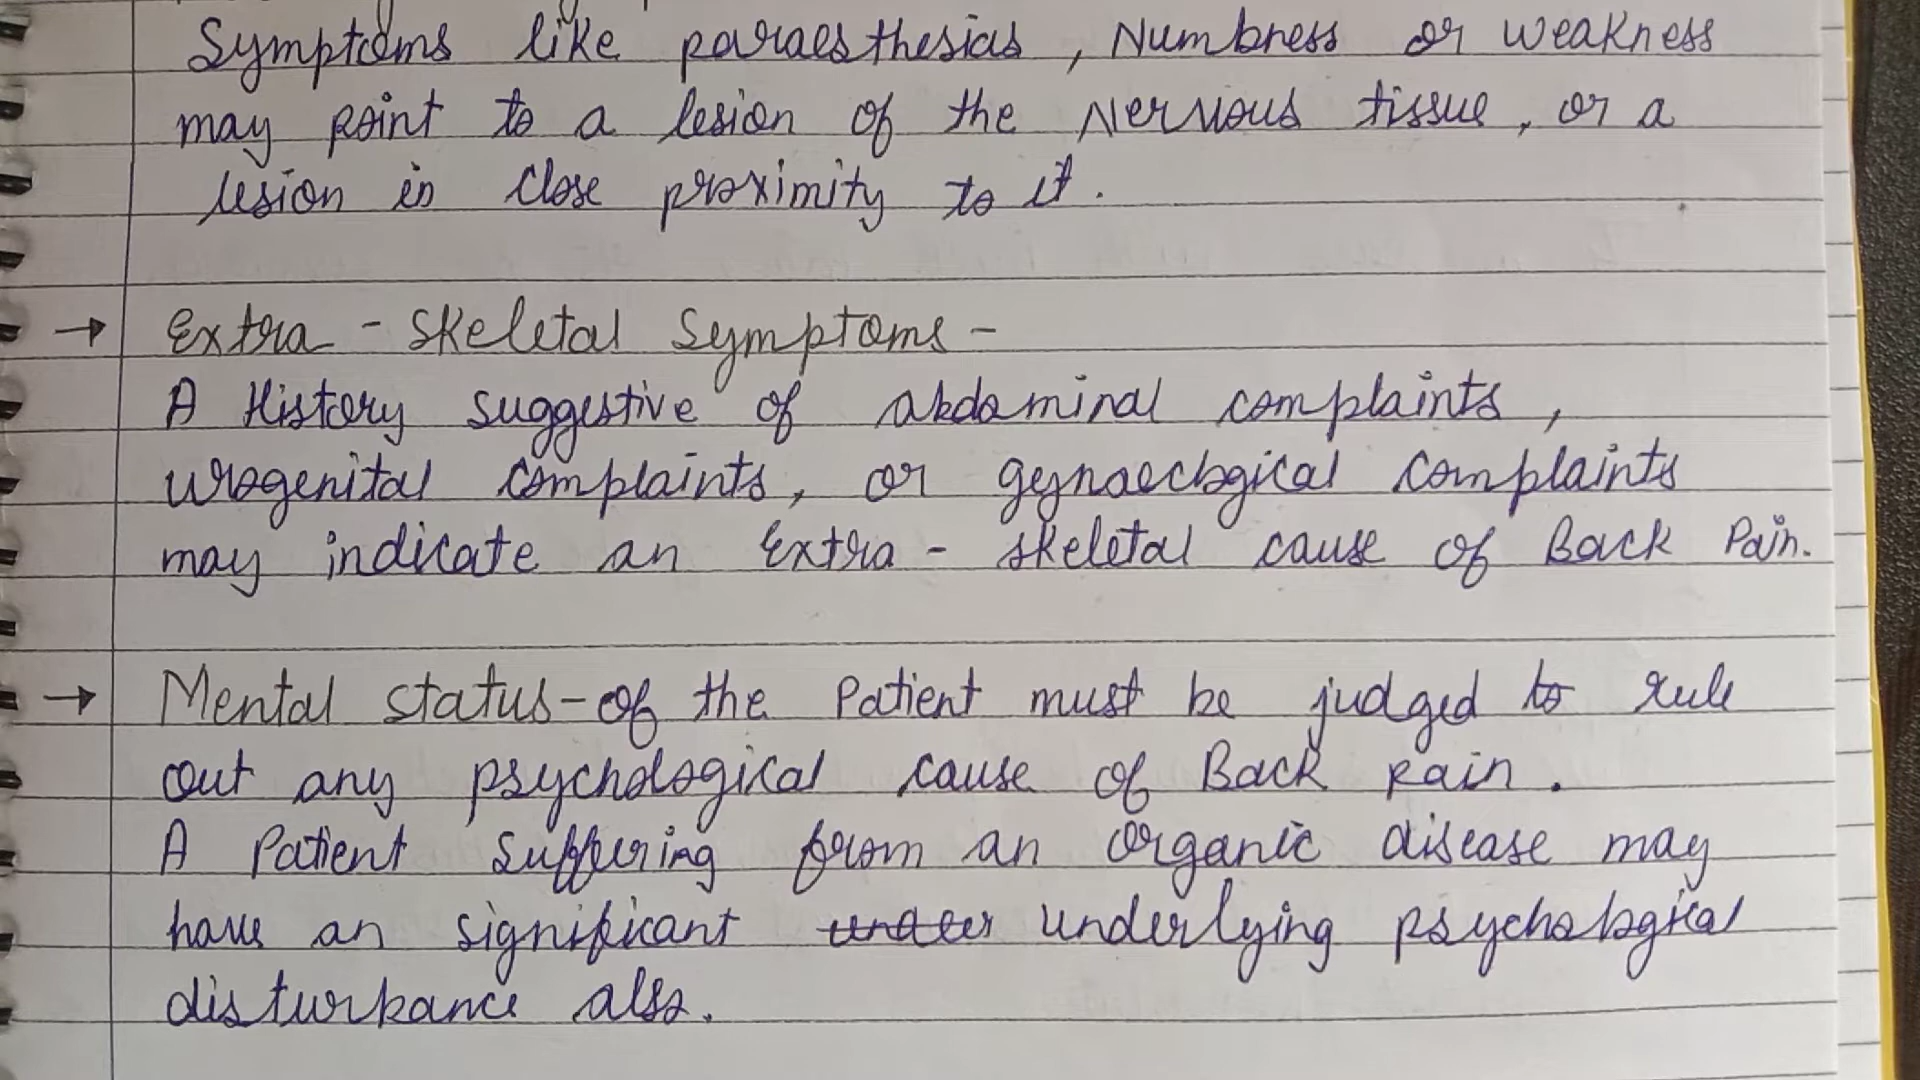 Symptoms like paraesthesias, Numbness or weakness
may point to a lesion of the Nervous tissue, or a
lesion in close proximity to it.
→ Extra - skeletal Symptoms -
A History suggestive of abdominal complaints,
urogenital complaints, or gynaeclogical complaints
may indicate an Extra - skeletal cause of Back Pain.
→ Mental status - of the Patient must be judged to rule
out any psychological cause of Back Pain.
A Patient suffering from an organic disease may
have an significant under underlying psychological
disturbance also.